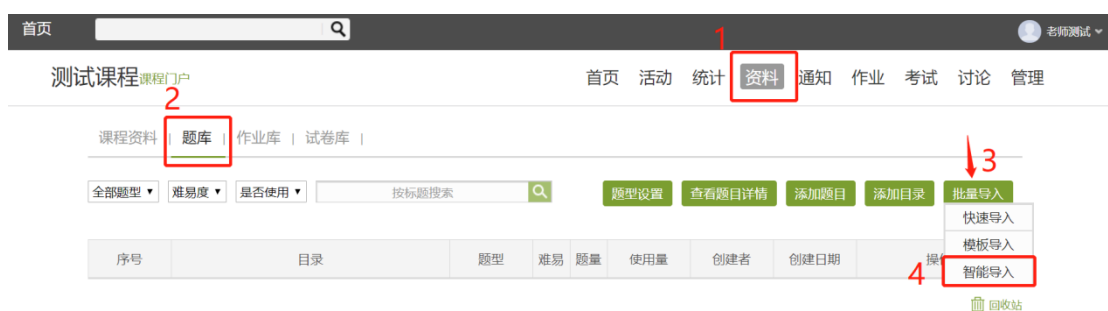 首页 老师测试
1
测试课程 课程门户 首页 活动 统计 资料 通知 作业 考试 讨论 管理
2
课程资料 | 题库 | 作业库 | 试卷库 |
3
全部题型 难易度 是否使用 按标题搜索 题型设置 查看题目详情 添加题目 添加目录 批量导入
快速导入
模板导入
序号 目录 题型 难易 题量 使用量 创建者 创建日期
4 智能导入
回收站